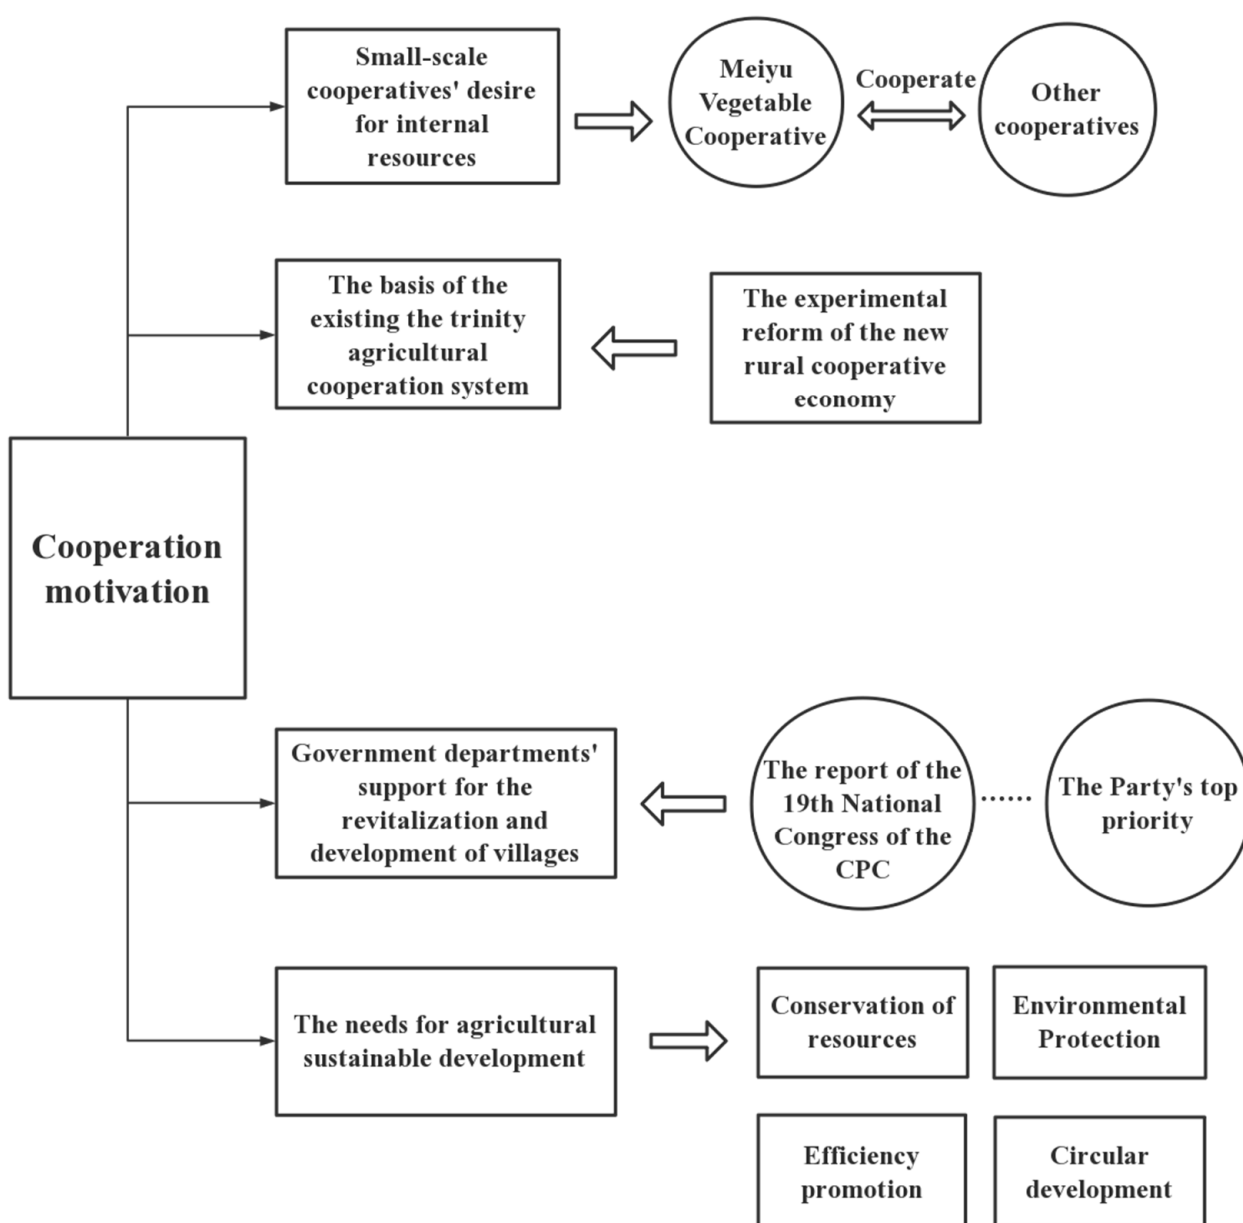 Small-scale
cooperatives' desire
for internal
resources
Meiyu
Vegetable
Cooperative
Cooperate
Other
cooperatives
The basis of the
existing the trinity
agricultural
cooperation system
The experimental
reform of the new
rural cooperative
economy
Cooperation
motivation
Government departments'
support for the
revitalization and
development of villages
The report of the
19th National
Congress of the
CPC
......
The Party's top
priority
The needs for agricultural
sustainable development
Conservation of
resources
Environmental
Protection
Efficiency
promotion
Circular
development